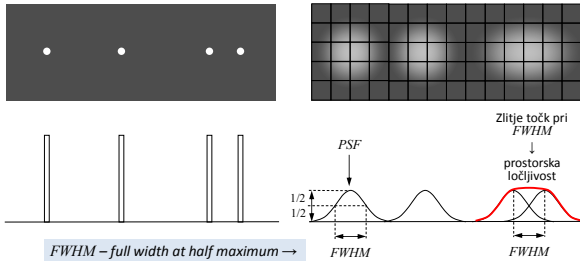 Zlitje točk pri
FWHM
↓
prostorska
ločljivost
PSF
1/2
1/2
FWHM
FWHM
FWHM – full width at half maximum →